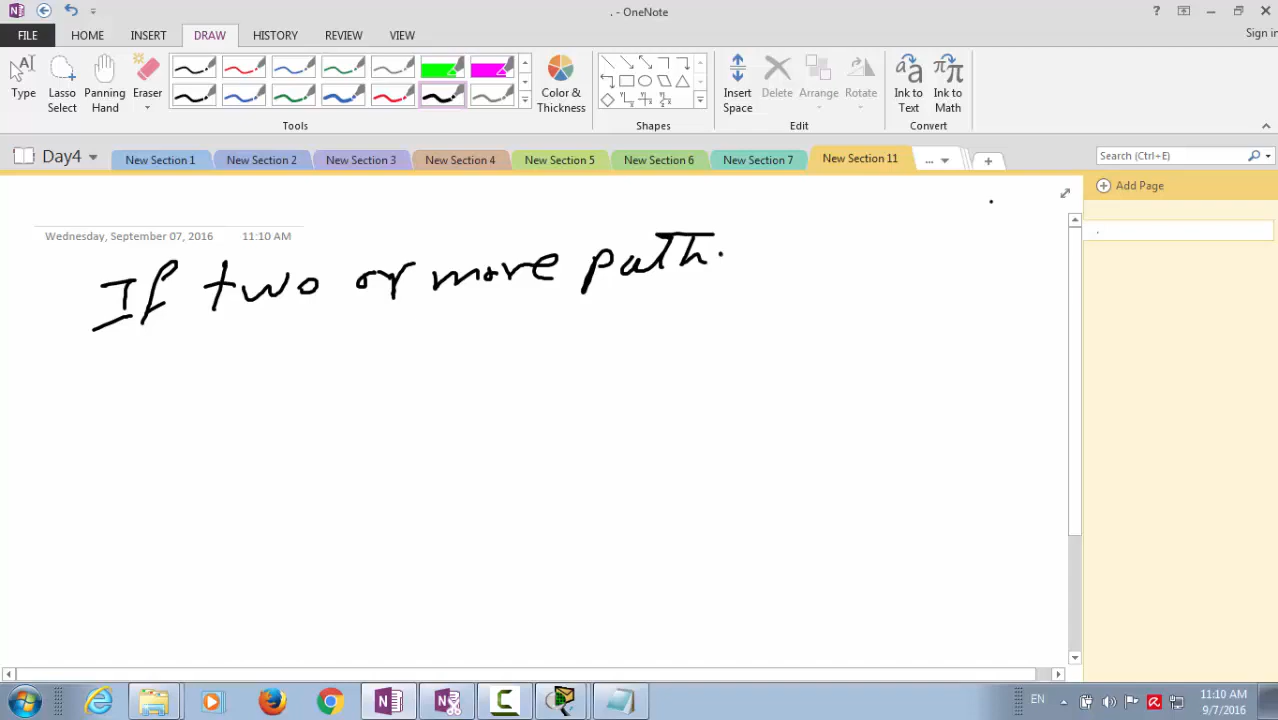 . - OneNote
? 
FILE HOME INSERT DRAW HISTORY REVIEW VIEW Sign in
Type Lasso Select Panning Hand Eraser Color & Thickness Insert Space Delete Arrange Rotate Ink to Text Ink to Math
Tools Shapes Edit Convert
Day4 New Section 1 New Section 2 New Section 3 New Section 4 New Section 5 New Section 6 New Section 7 New Section 11 ... + Search (Ctrl+E)
Add Page
.
Wednesday, September 07, 2016 11:10 AM
If two or more path.
EN 11:10 AM
9/7/2016